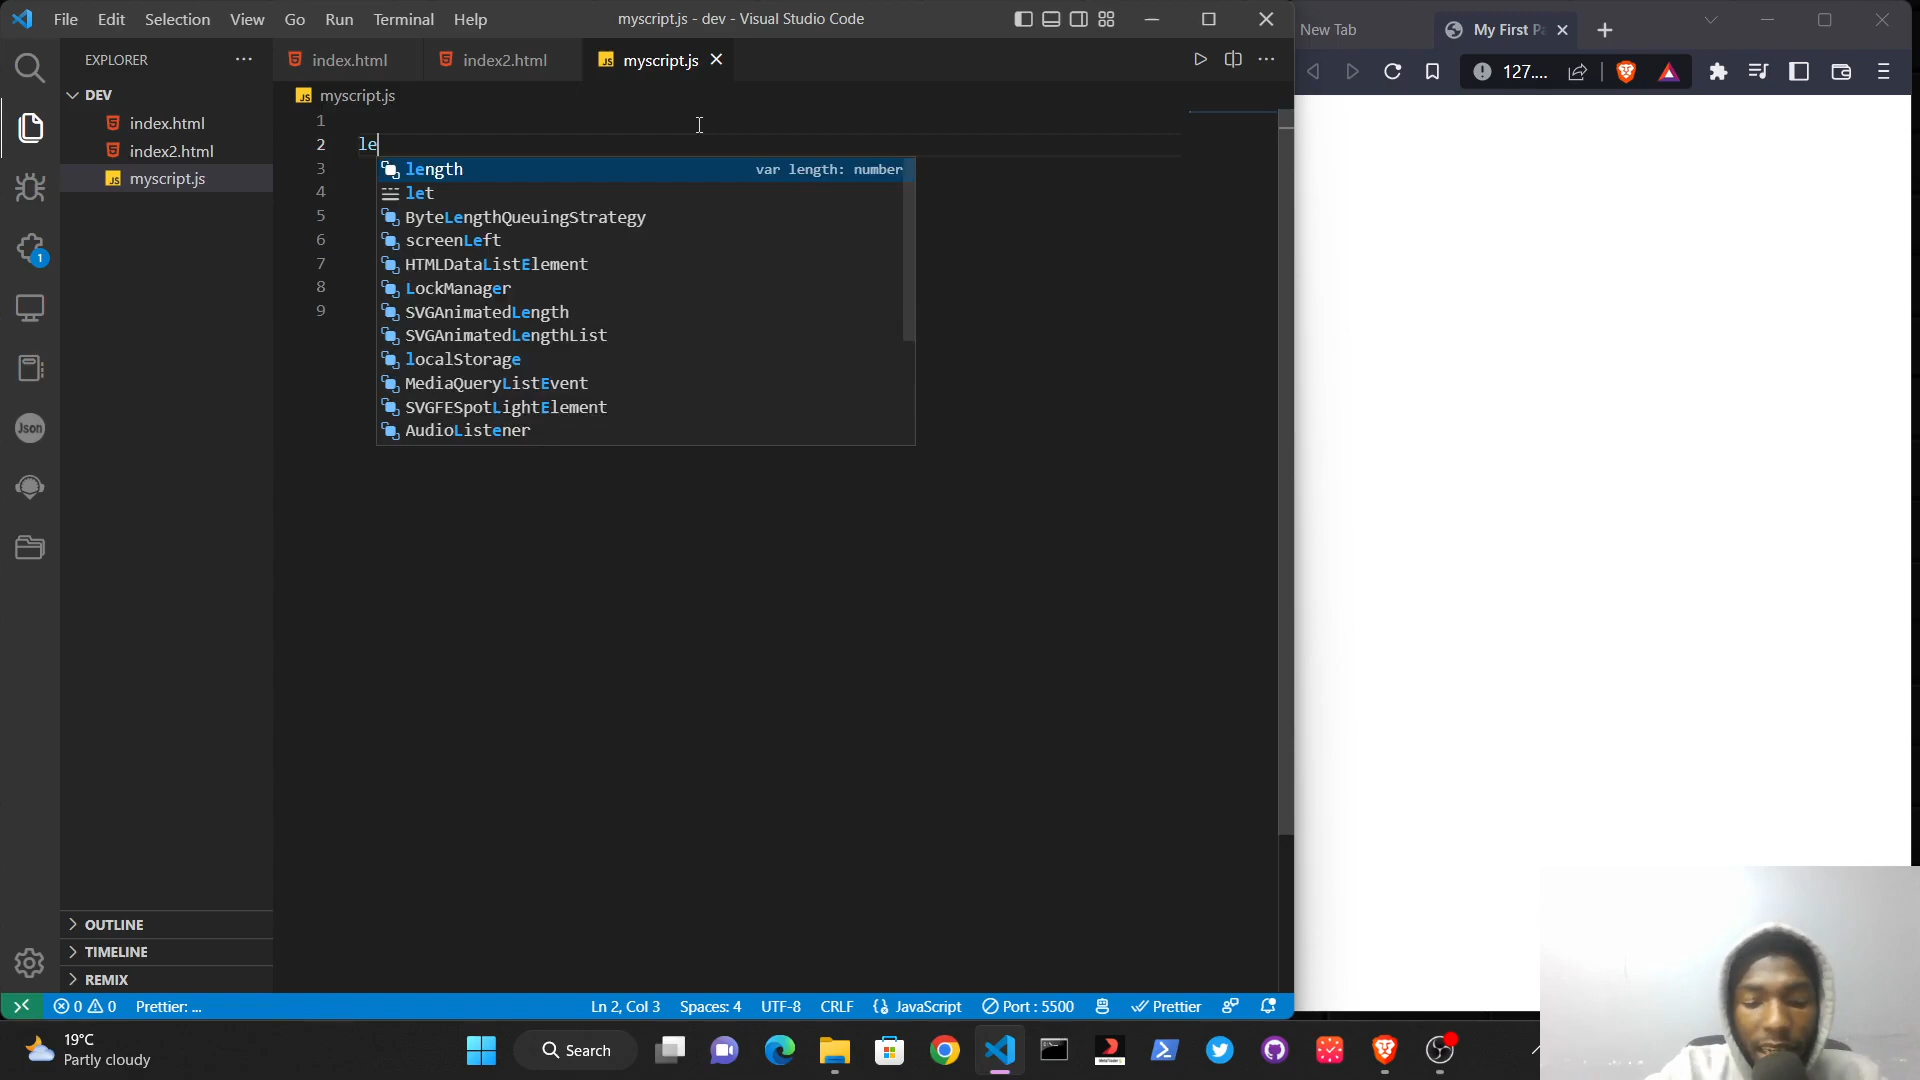 File Edit Selection View Go Run Terminal Help
myscript.js - dev - Visual Studio Code
New Tab
My First Pa
EXPLORER
index.html
index2.html
myscript.js
127....
DEV
myscript.js
index.html
index2.html
myscript.js
1
2 le
3
4
5
6
7
8
9
length var length: number
let
ByteLengthQueuingStrategy
screenLeft
HTMLDataListElement
LockManager
SVGAnimatedLength
SVGAnimatedLengthList
localStorage
MediaQueryListEvent
SVGFESpotLightElement
AudioListener
1
Json
OUTLINE
TIMELINE
REMIX
0 0 Prettier: ... Ln 2, Col 3 Spaces: 4 UTF-8 CRLF JavaScript Port : 5500 Prettier
19°C
Partly cloudy
Search